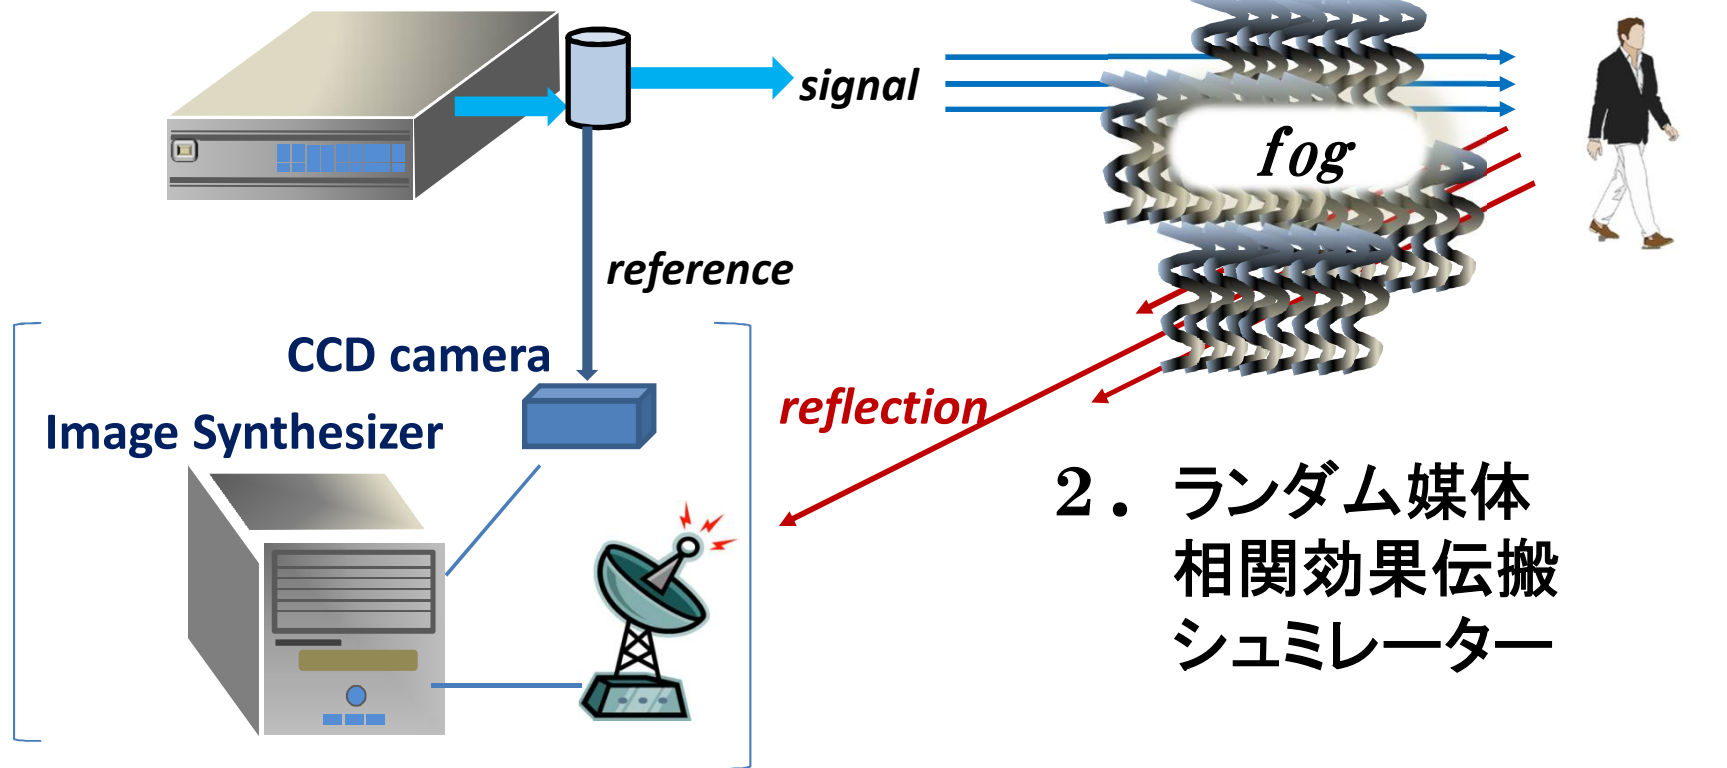 signal
fog
reference
CCD camera
Image Synthesizer
reflection
２．ランダム媒体
相関効果伝搬
シュミレーター